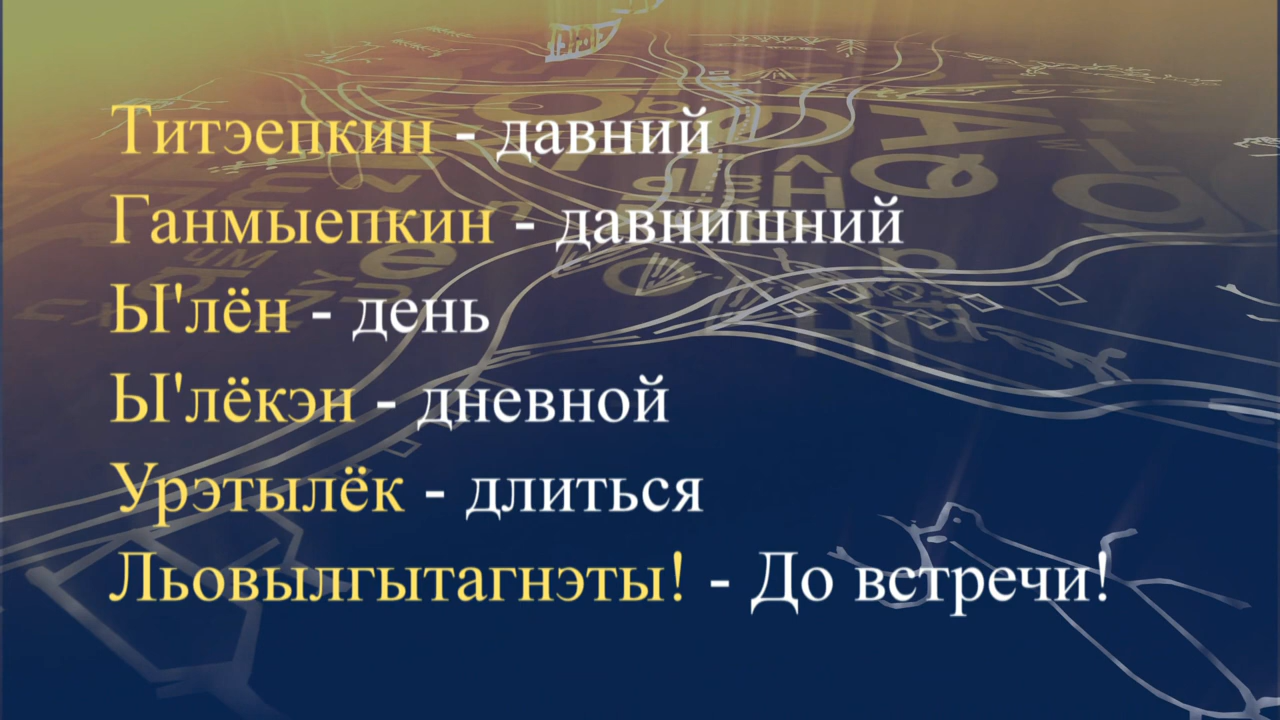 Титэепкин - давний
Ганмыепкин - давнишний
Ы'лён - день
Ы'лёкэн - дневной
Урэтылёк - длиться
Льовылгытагнэты! - До встречи!